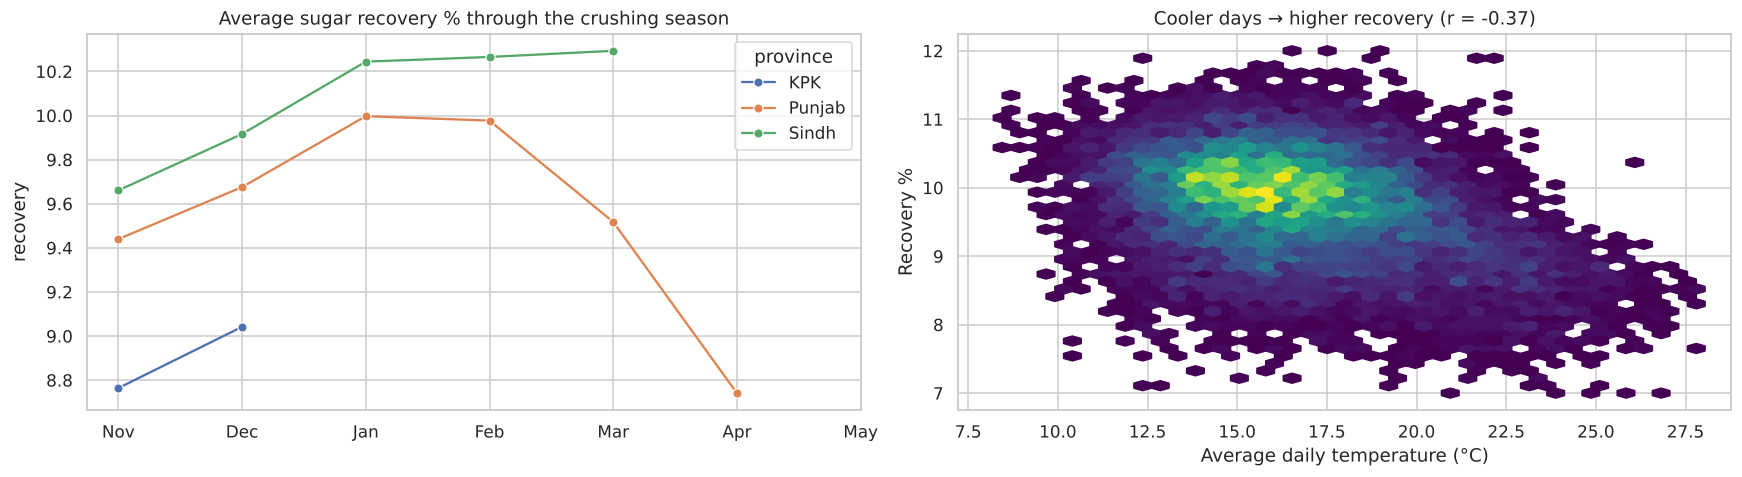 Average sugar recovery % through the crushing season
recovery
10.2
10.0
9.8
9.6
9.4
9.2
9.0
8.8
province
KPK
Punjab
Sindh
Nov Dec Jan Feb Mar Apr May
Cooler days → higher recovery (r = -0.37)
Recovery %
12
11
10
9
8
7
7.5 10.0 12.5 15.0 17.5 20.0 22.5 25.0 27.5
Average daily temperature (°C)